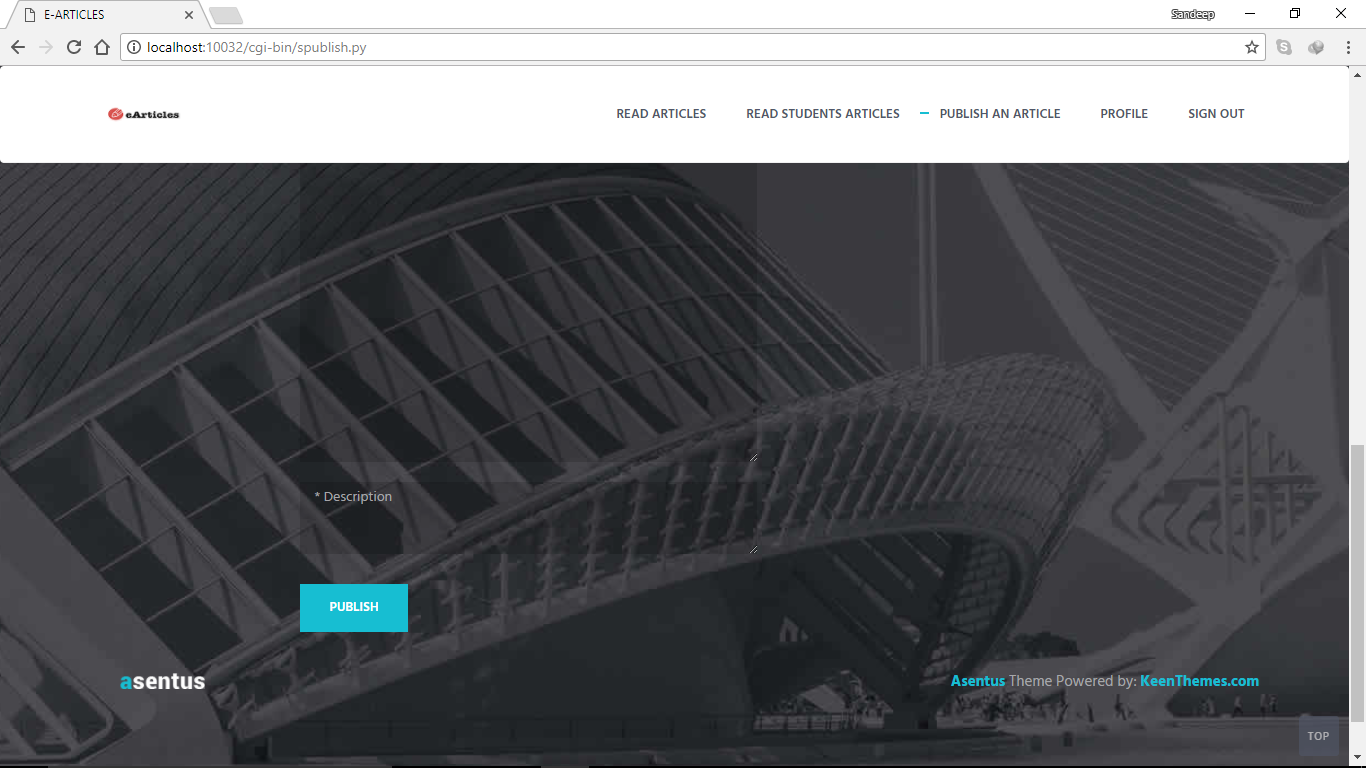 E-ARTICLES
Sandeep
localhost:10032/cgi-bin/spublish.py
eArticles
READ ARTICLES
READ STUDENTS ARTICLES
PUBLISH AN ARTICLE
PROFILE
SIGN OUT
* Description
PUBLISH
asentus
Asentus Theme Powered by: KeenThemes.com
TOP